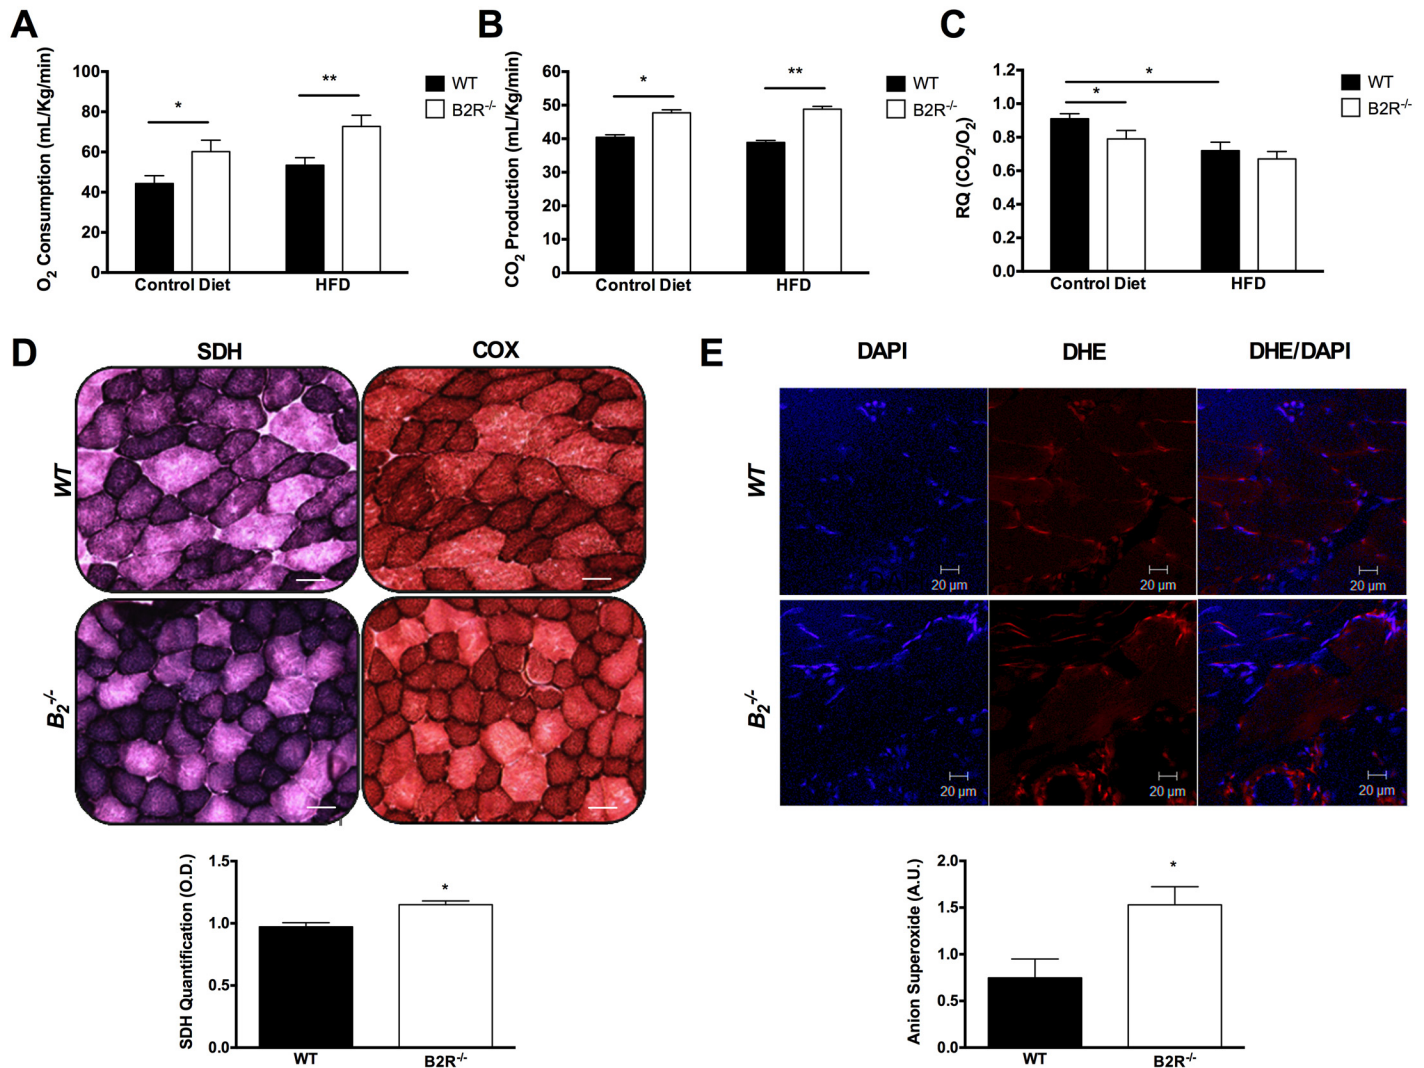 A
O2 Consumption (mL/Kg/min)
100
80
60
40
20
0
*
**
WT
B2R-/-
Control Diet
HFD
B
CO2 Production (mL/Kg/min)
60
50
40
30
20
10
0
*
**
WT
B2R-/-
Control Diet
HFD
C
RQ (CO2/O2)
1.2
1.0
0.8
0.6
0.4
0.2
0.0
*
*
WT
B2R-/-
Control Diet
HFD
D
SDH
COX
WT
B2-/-
SDH Quantification (O.D.)
1.5
1.0
0.5
0.0
*
WT
B2R-/-
E
DAPI
DHE
DHE/DAPI
WT
20 µm
20 µm
20 µm
B2-/-
20 µm
20 µm
20 µm
Anion Superoxide (A.U.)
2.0
1.5
1.0
0.5
0.0
*
WT
B2R-/-